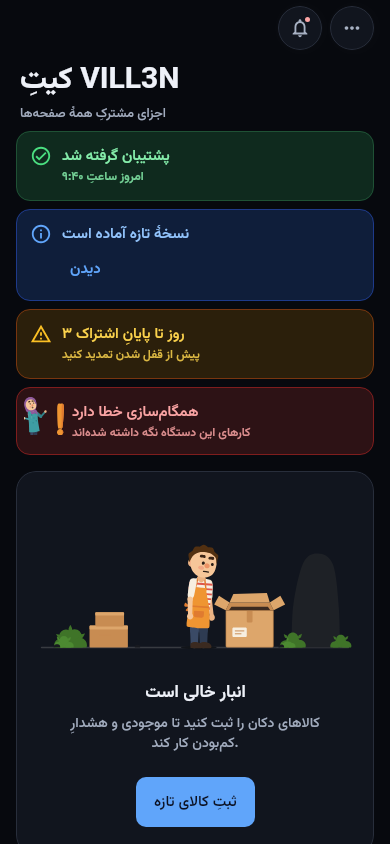 کیتِ VILL3N
اجزای مشترکِ همهٔ صفحه‌ها
پشتیبان گرفته شد
امروز ساعتِ ۹:۴۰
نسخهٔ تازه آماده است
دیدن
۳ روز تا پایانِ اشتراک
پیش از قفل شدن تمدید کنید
همگام‌سازی خطا دارد
کارهای این دستگاه نگه داشته شده‌اند
انبار خالی است
کالاهای دکان را ثبت کنید تا موجودی و هشدارِ
کم‌بودن کار کند.
ثبتِ کالای تازه